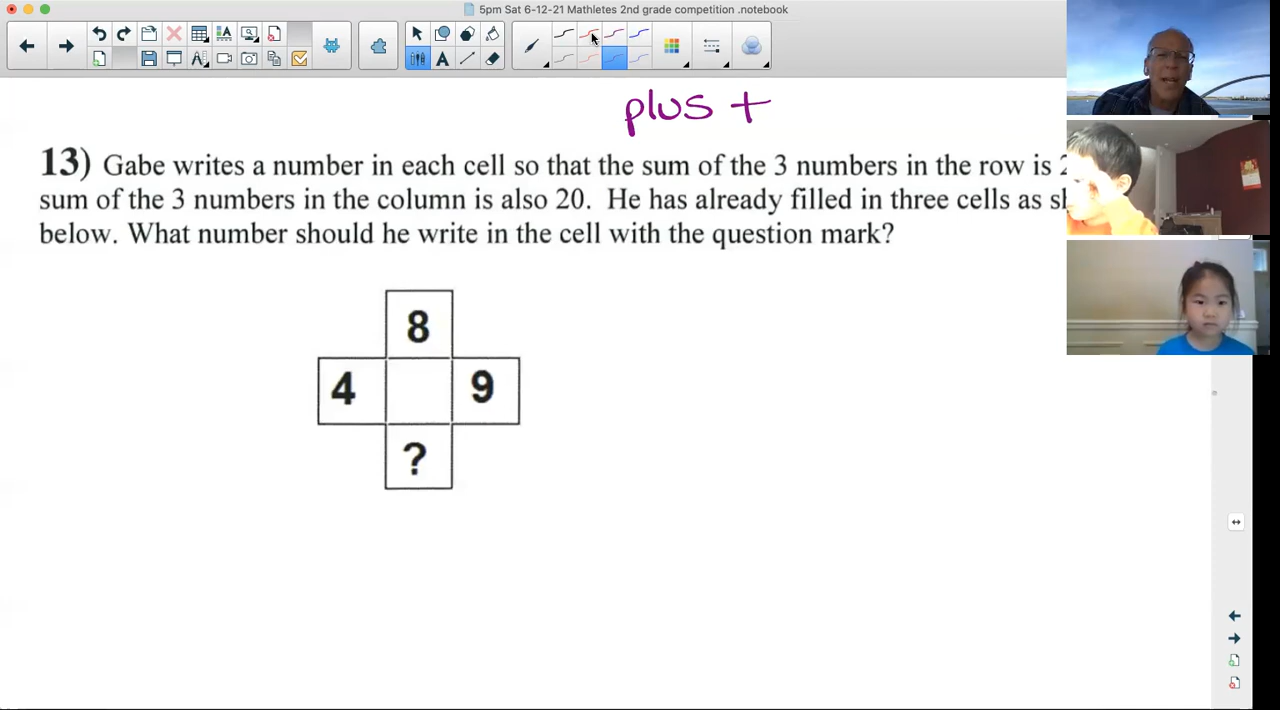 5pm Sat 6-12-21 Mathletes 2nd grade competition .notebook
plus +
13) Gabe writes a number in each cell so that the sum of the 3 numbers in the row is
sum of the 3 numbers in the column is also 20. He has already filled in three cells as
below. What number should he write in the cell with the question mark?
8
4 9
?